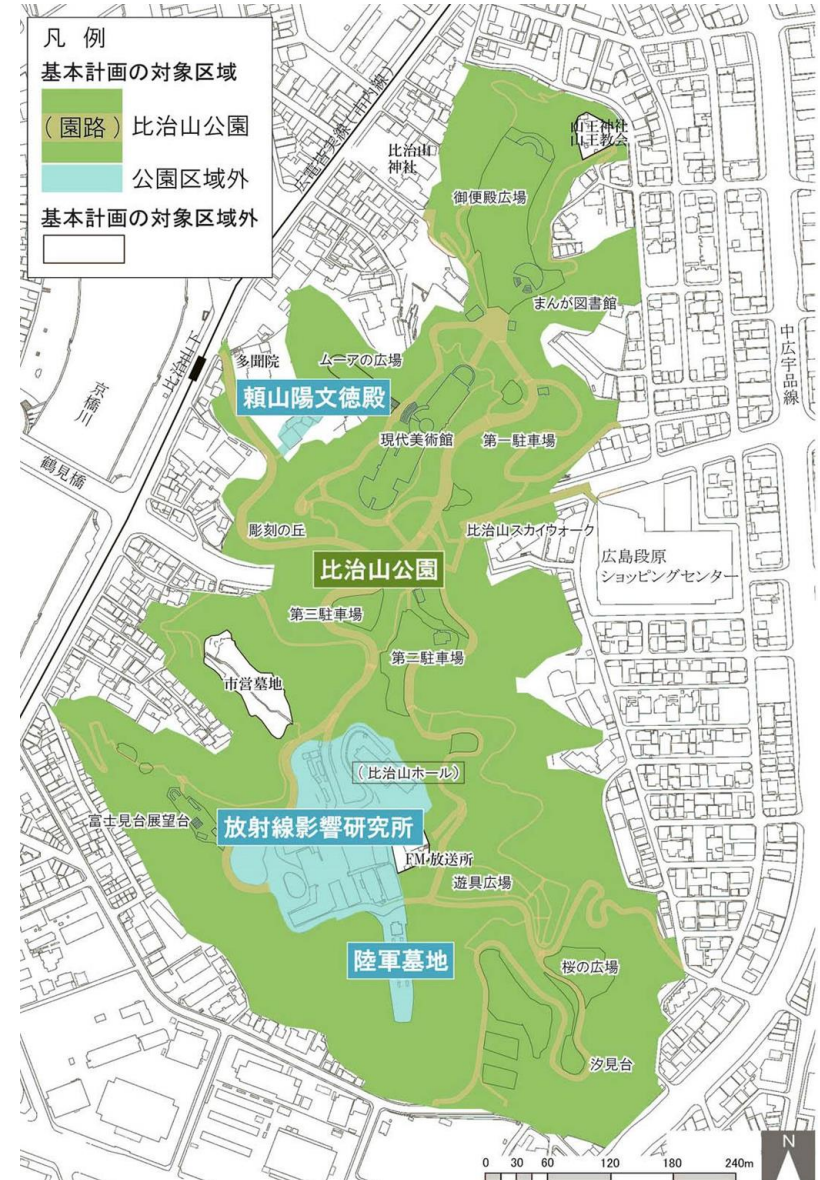 凡 例
基本計画の対象区域
(園路) 比治山公園
公園区域外
基本計画の対象区域外
広電皆実線(市内線)
比治山
神社
山王神社
山王教会
御便殿広場
まんが図書館
中広宇品線
多聞院
ムーアの広場
頼山陽文徳殿
京橋川
鶴見橋
現代美術館
第一駐車場
彫刻の丘
比治山スカイウォーク
比治山公園
広島段原
ショッピングセンター
第三駐車場
第二駐車場
市営墓地
(比治山ホール)
富士見台展望台
放射線影響研究所
FM放送所
遊具広場
陸軍墓地
桜の広場
汐見台
N
0 30 60 120 180 240m